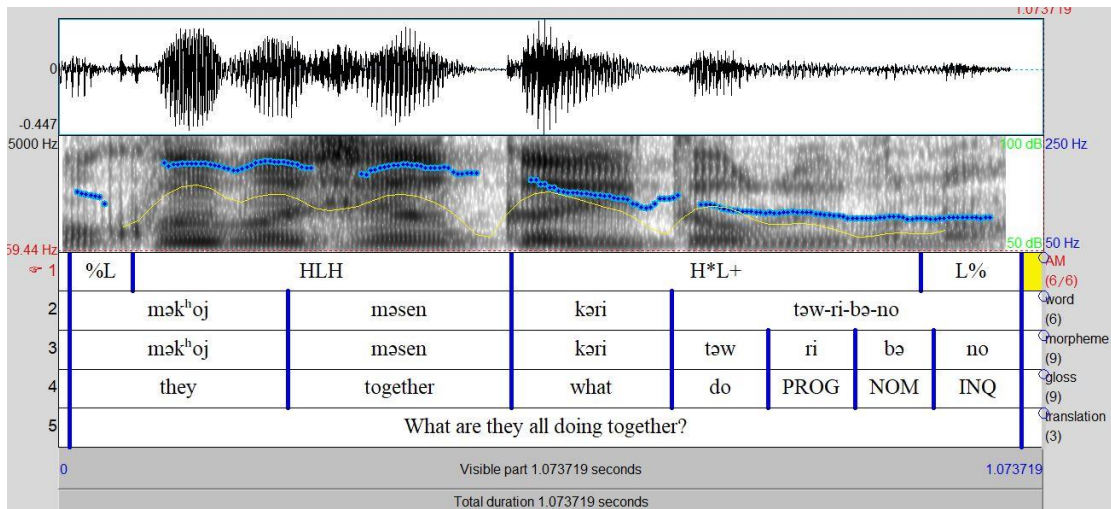 1.073719
0
-0.447
5000 Hz 100 dB 250 Hz
59.44 Hz 50 dB 50 Hz
☞ 1 %L HLH H*L+ L% AM (6/6)
2 məkʰoj məsen kəri təw-ri-bə-no word (6)
3 məkʰoj məsen kəri təw ri bə no morpheme (9)
4 they together what do PROG NOM INQ gloss (9)
5 What are they all doing together? translation (3)
0 Visible part 1.073719 seconds 1.073719
Total duration 1.073719 seconds